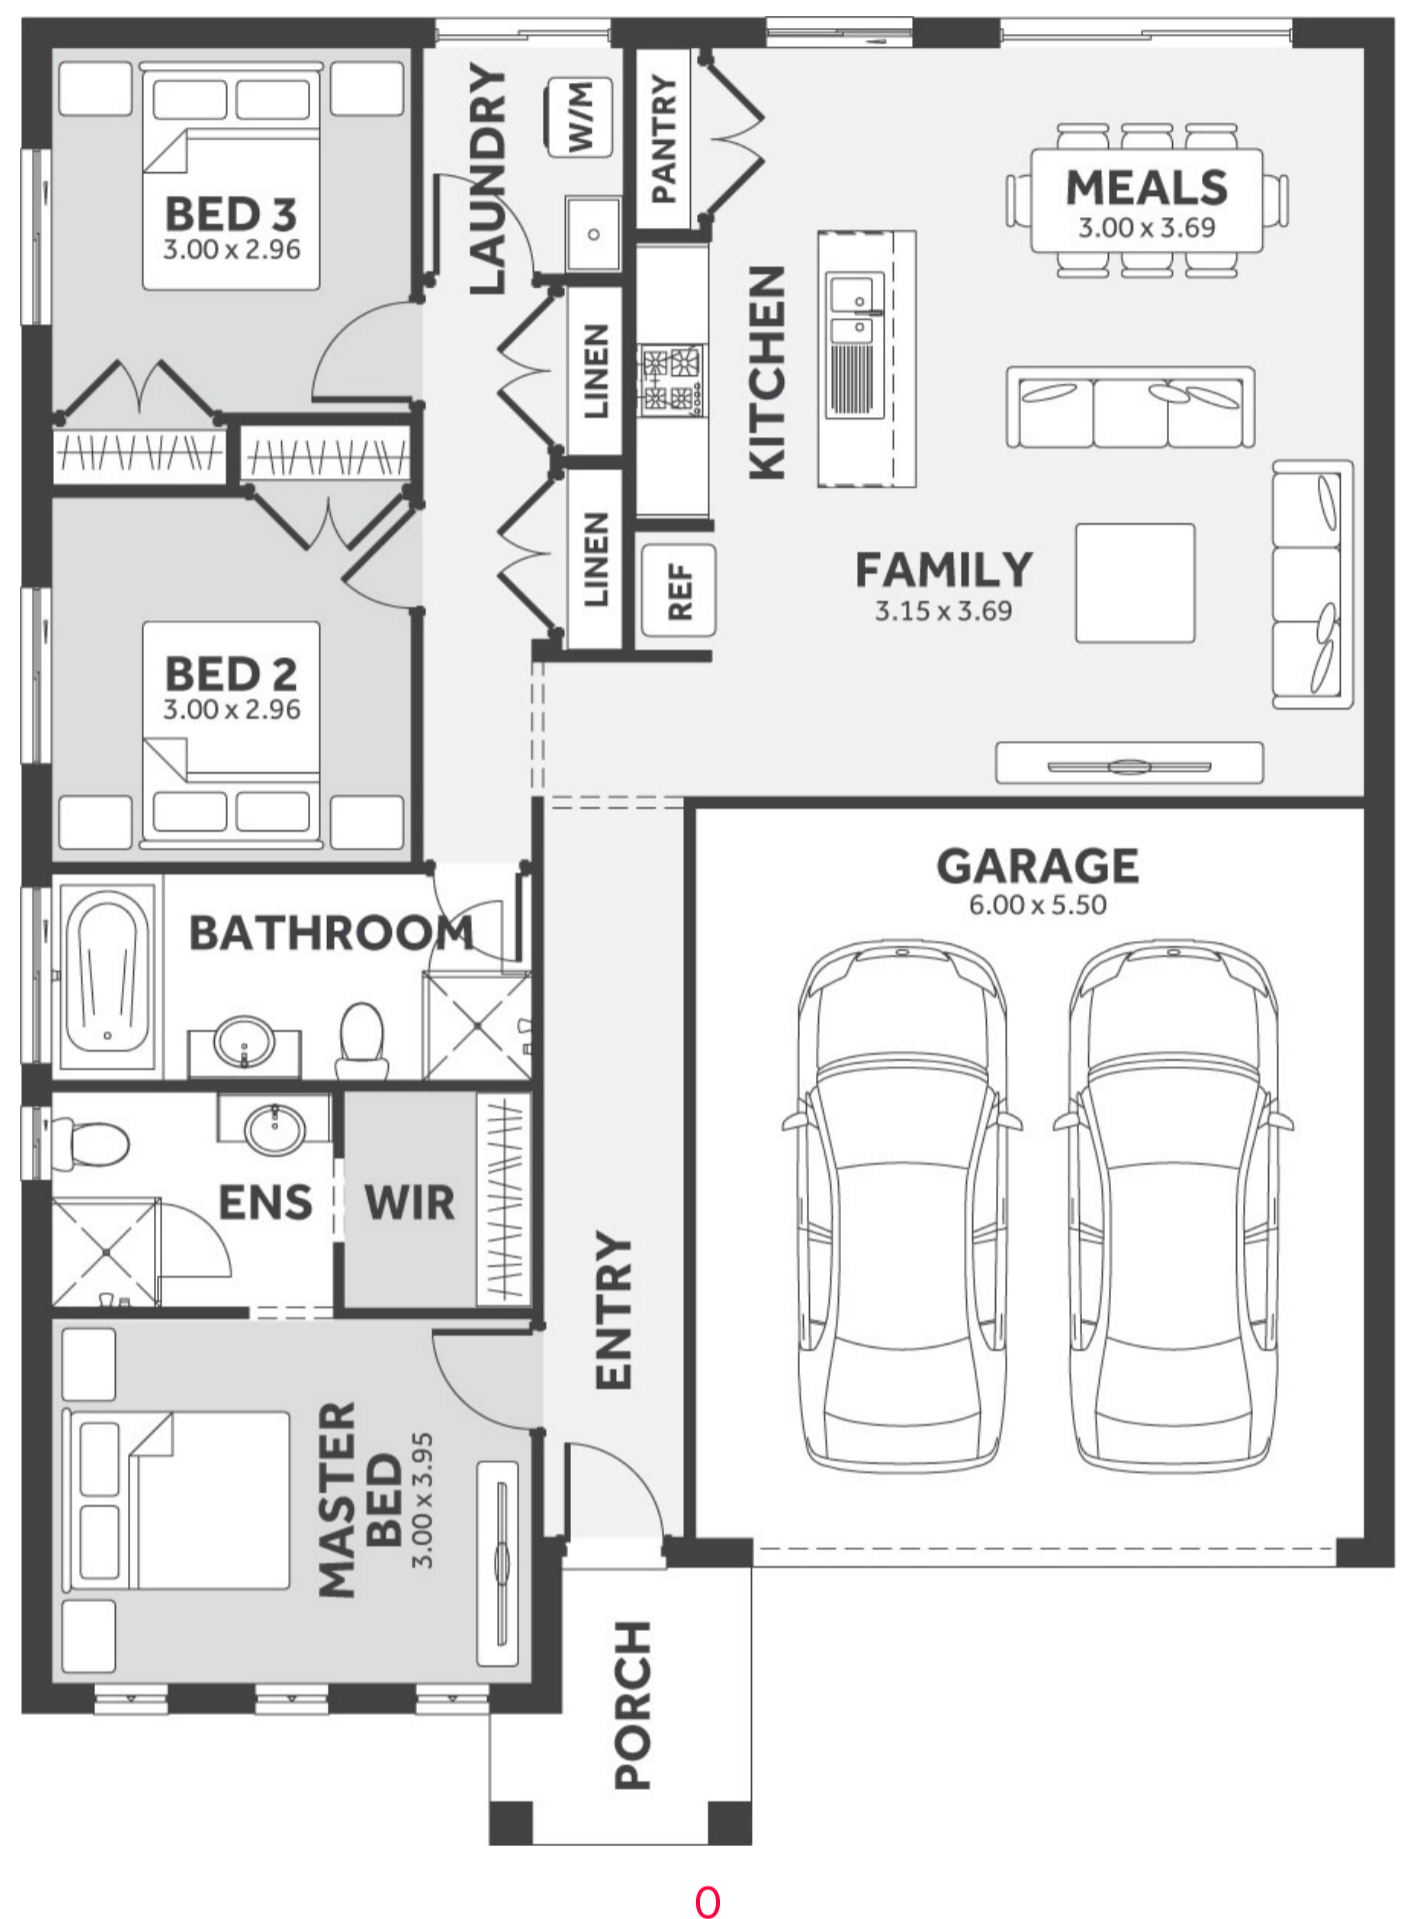 LAUNDRY
W/M
PANTRY
MEALS
3.00 x 3.69
BED 3
3.00 x 2.96
LINEN
KITCHEN
LINEN
REF
FAMILY
3.15 x 3.69
BED 2
3.00 x 2.96
GARAGE
6.00 x 5.50
BATHROOM
ENS
WIR
ENTRY
MASTER
BED
3.00 x 3.95
PORCH
0